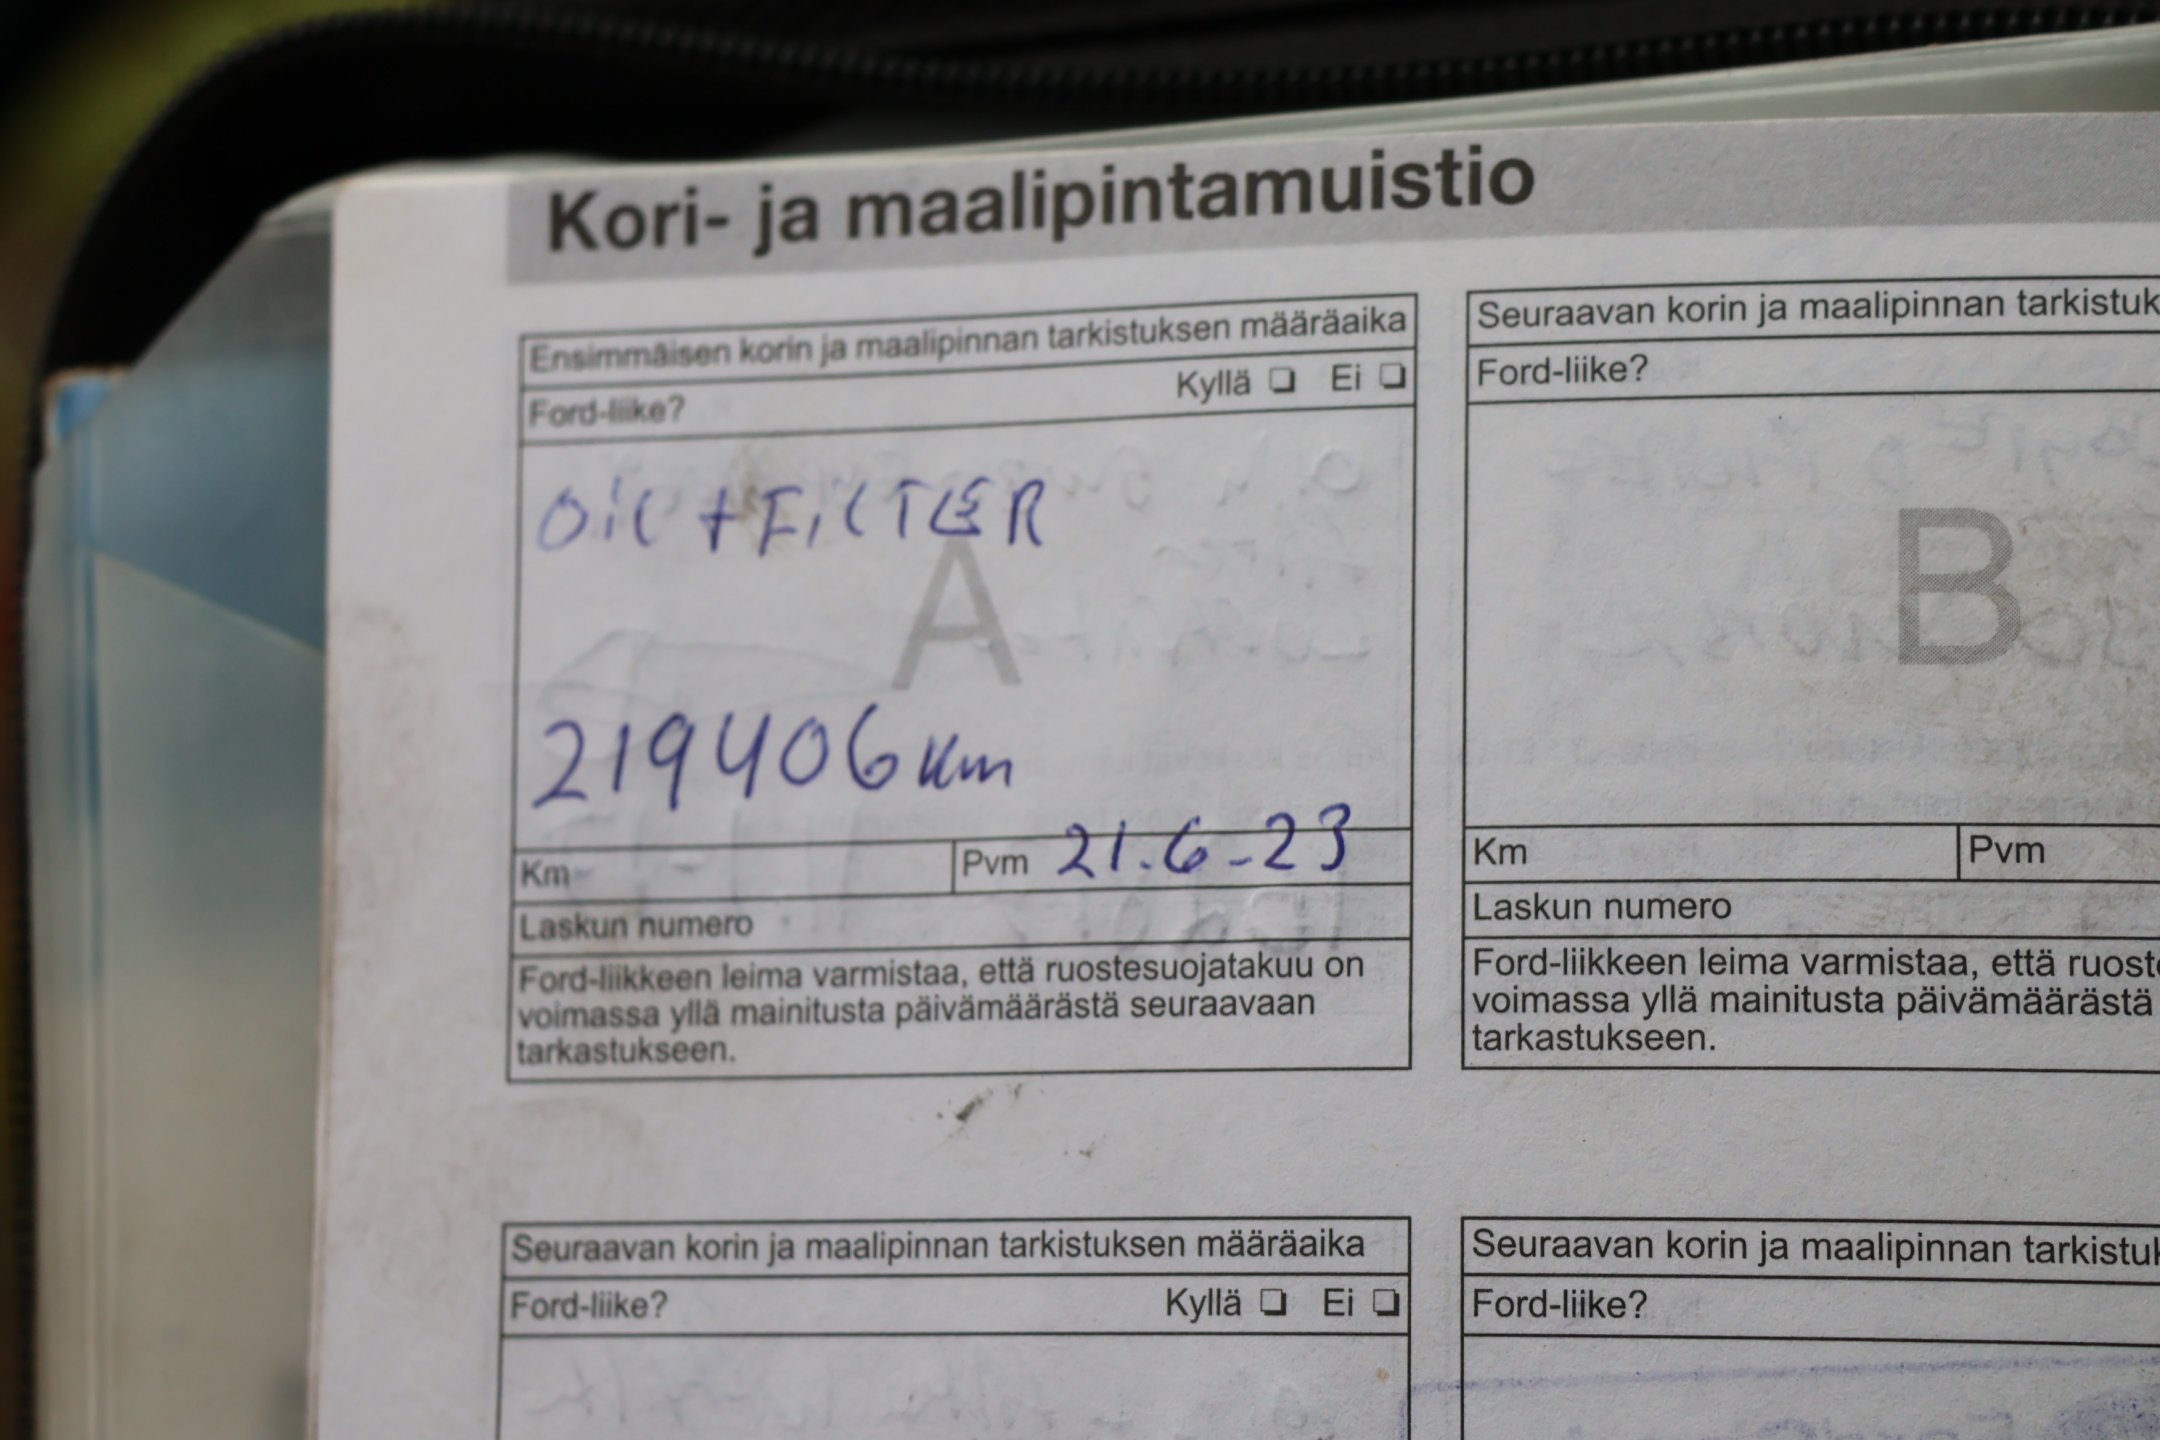 Kori- ja maalipintamuistio
Ensimmäisen korin ja maalipinnan tarkistuksen määräaika
Ford-liike? Kyllä ❑ Ei ❑
OIL + FILTER
A
219406 km
Km Pvm 21.6-23
Laskun numero
Ford-liikkeen leima varmistaa, että ruostesuojatakuu on
voimassa yllä mainitusta päivämäärästä seuraavaan
tarkastukseen.
Seuraavan korin ja maalipinnan tarkistuk
Ford-liike?
B
Km Pvm
Laskun numero
Ford-liikkeen leima varmistaa, että ruost
voimassa yllä mainitusta päivämäärästä
tarkastukseen.
Seuraavan korin ja maalipinnan tarkistuksen määräaika
Ford-liike? Kyllä ❑ Ei ❑
Seuraavan korin ja maalipinnan tarkistuk
Ford-liike?